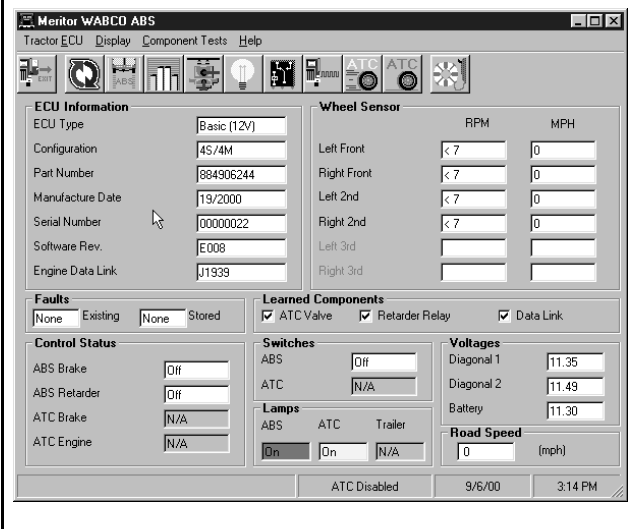 Meritor WABCO ABS
Tractor ECU Display Component Tests Help
EXIT ABS ATC ATC
ECU Information
ECU Type Basic (12V)
Configuration 4S/4M
Part Number 884906244
Manufacture Date 19/2000
Serial Number 00000022
Software Rev. E008
Engine Data Link J1939
Wheel Sensor
RPM MPH
Left Front < 7 0
Right Front < 7 0
Left 2nd < 7 0
Right 2nd < 7 0
Left 3rd
Right 3rd
Faults
None Existing None Stored
Learned Components
ATC Valve Retarder Relay Data Link
Control Status
ABS Brake Off
ABS Retarder Off
ATC Brake N/A
ATC Engine N/A
Switches
ABS Off
ATC N/A
Lamps
ABS ATC Trailer
On On N/A
Voltages
Diagonal 1 11.35
Diagonal 2 11.49
Battery 11.30
Road Speed
0 (mph)
ATC Disabled 9/6/00 3:14 PM